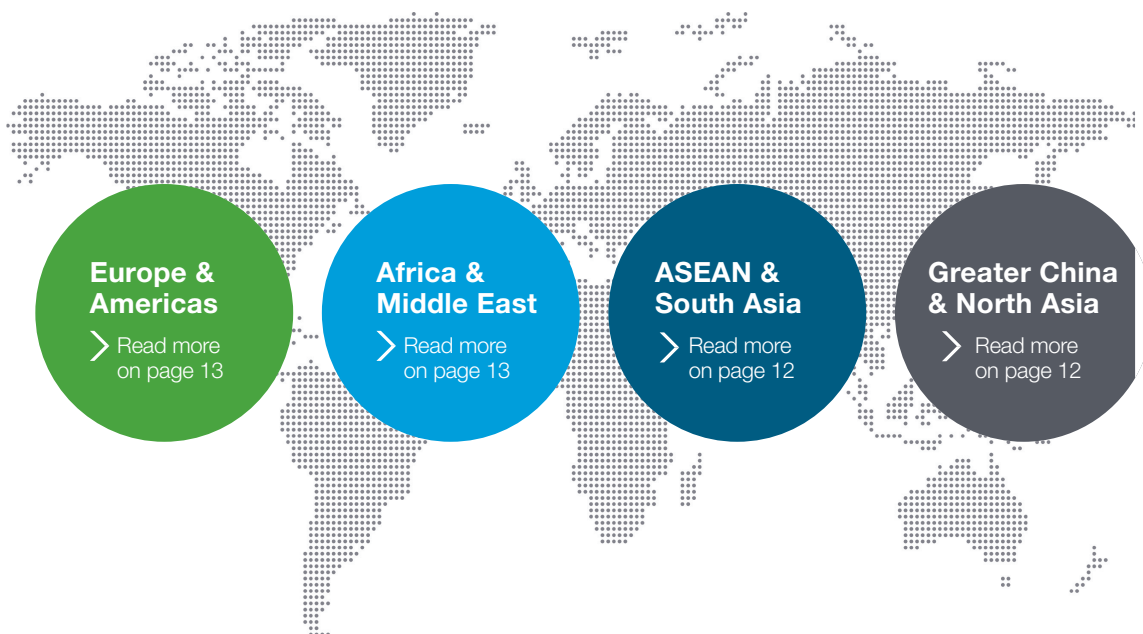 Europe &
Americas
Read more
on page 13
Africa &
Middle East
Read more
on page 13
ASEAN &
South Asia
Read more
on page 12
Greater China
& North Asia
Read more
on page 12